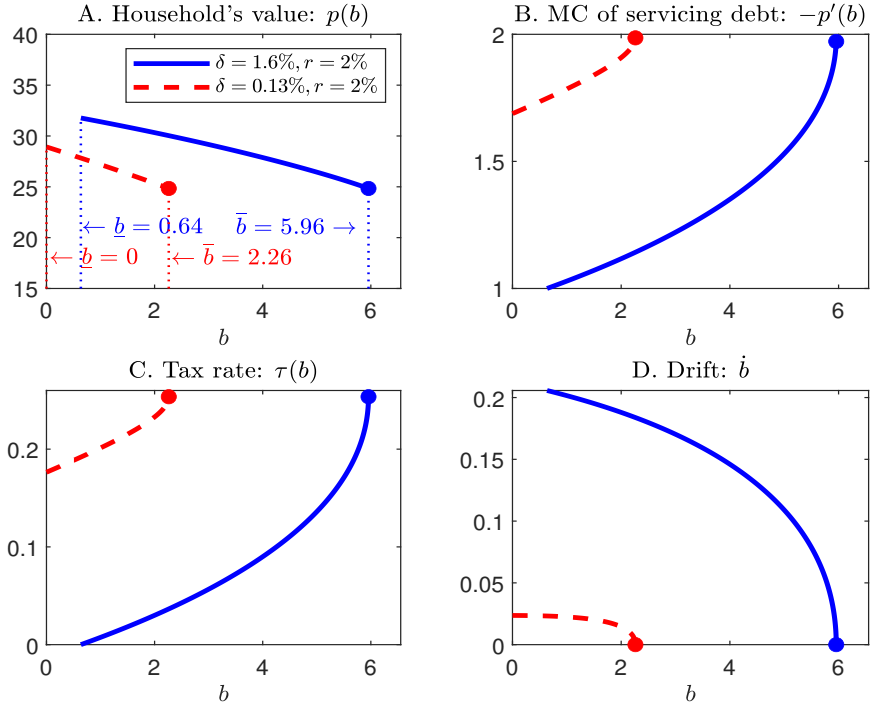 A. Household's value: p(b)
40
35
30
25
20
15
0
2
4
6
b
δ = 1.6%, r = 2%
δ = 0.13%, r = 2%
← b̲ = 0.64
b̅ = 5.96 →
← b̲ = 0
← b̅ = 2.26
B. MC of servicing debt: −p′(b)
2
1.5
1
0
2
4
6
b
C. Tax rate: τ(b)
0.2
0.1
0
0
2
4
6
b
D. Drift: ḃ
0.2
0.15
0.1
0.05
0
0
2
4
6
b